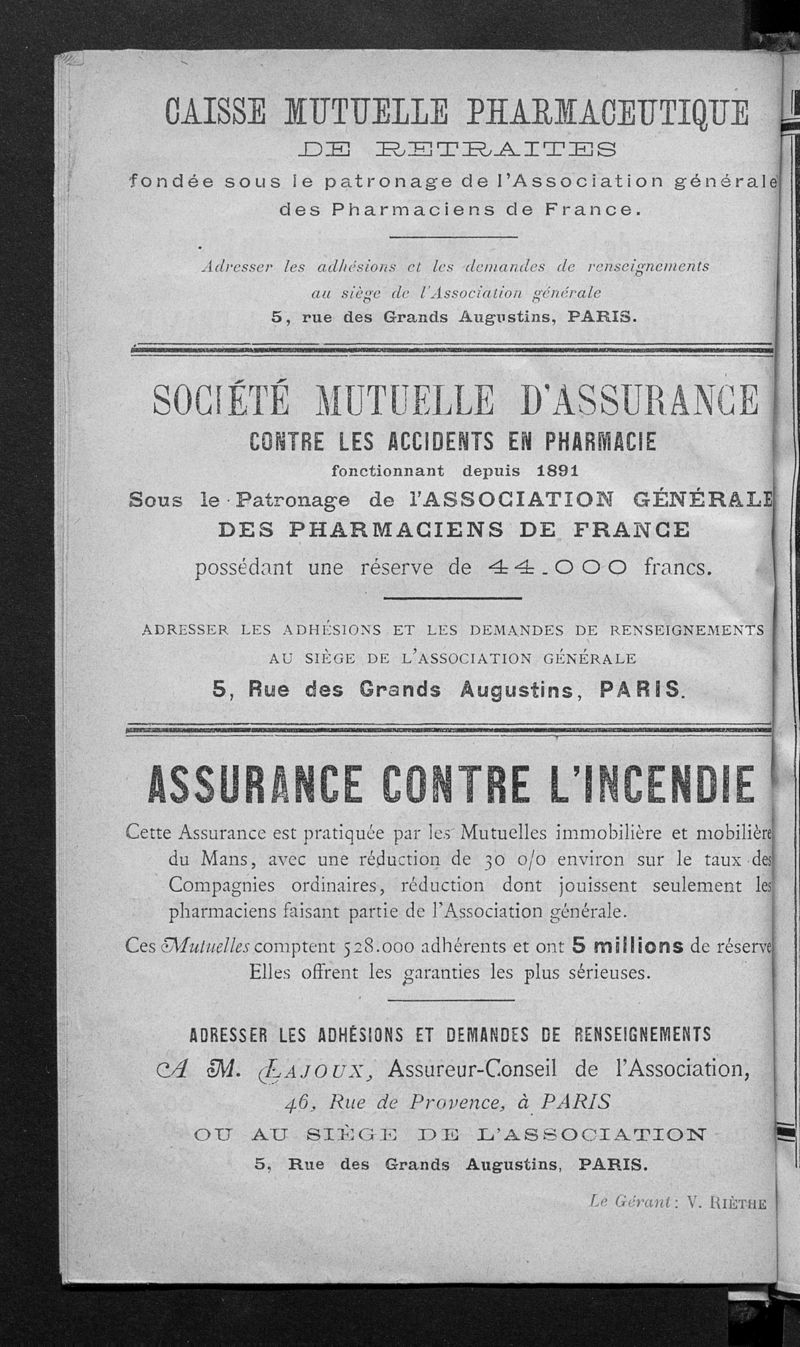 CAISSE MUTUELLE PHARMACEUTIQUE
DE RETRAITES
fondée sous le patronage de l'Association générale
des Pharmaciens de France.
Adresser les adhésions et les demandes de renseignements
au siège de l'Association générale
5, rue des Grands Augustins, PARIS.
SOCIÉTÉ MUTUELLE D'ASSURANCE
CONTRE LES ACCIDENTS EN PHARMACIE
fonctionnant depuis 1891
Sous le Patronage de l'ASSOCIATION GÉNÉRALE
DES PHARMACIENS DE FRANCE
possédant une réserve de 44.000 francs.
ADRESSER LES ADHÉSIONS ET LES DEMANDES DE RENSEIGNEMENTS
AU SIÈGE DE L'ASSOCIATION GÉNÉRALE
5, Rue des Grands Augustins, PARIS.
ASSURANCE CONTRE L'INCENDIE
Cette Assurance est pratiquée par les Mutuelles immobilière et mobilière
du Mans, avec une réduction de 30 0/0 environ sur le taux des
Compagnies ordinaires, réduction dont jouissent seulement les
pharmaciens faisant partie de l'Association générale.
Ces Mutuelles comptent 528.000 adhérents et ont 5 millions de réserve
Elles offrent les garanties les plus sérieuses.
ADRESSER LES ADHÉSIONS ET DEMANDES DE RENSEIGNEMENTS
A M. LAJOUX, Assureur-Conseil de l'Association,
46, Rue de Provence, à PARIS
OU AU SIÈGE DE L'ASSOCIATION
5, Rue des Grands Augustins, PARIS.
Le Gérant : V. RIÈTHE